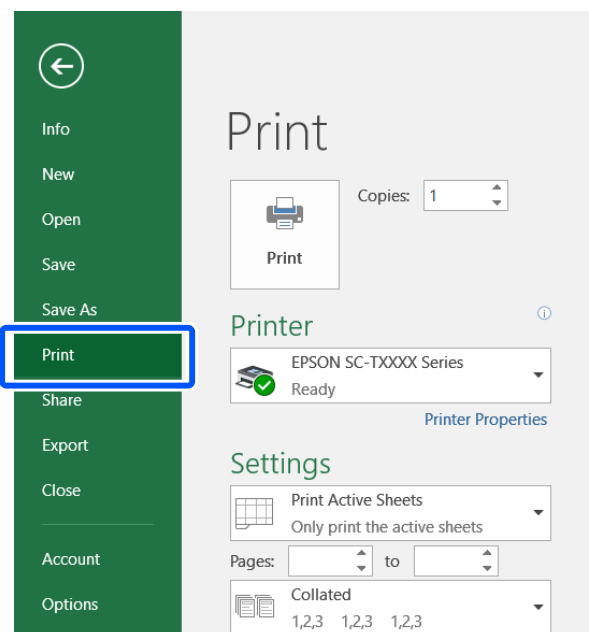 Info
New
Open
Save
Save As
Print
Share
Export
Close
Account
Options
Print
Copies: 1
Print
Printer
EPSON SC-TXXXX Series
Ready
Printer Properties
Settings
Print Active Sheets
Only print the active sheets
Pages: to
Collated
1,2,3 1,2,3 1,2,3